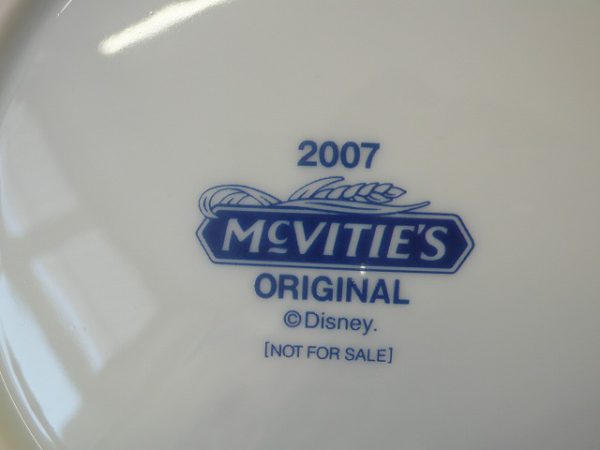 2007
McVITIE'S
ORIGINAL
©Disney.
[NOT FOR SALE]